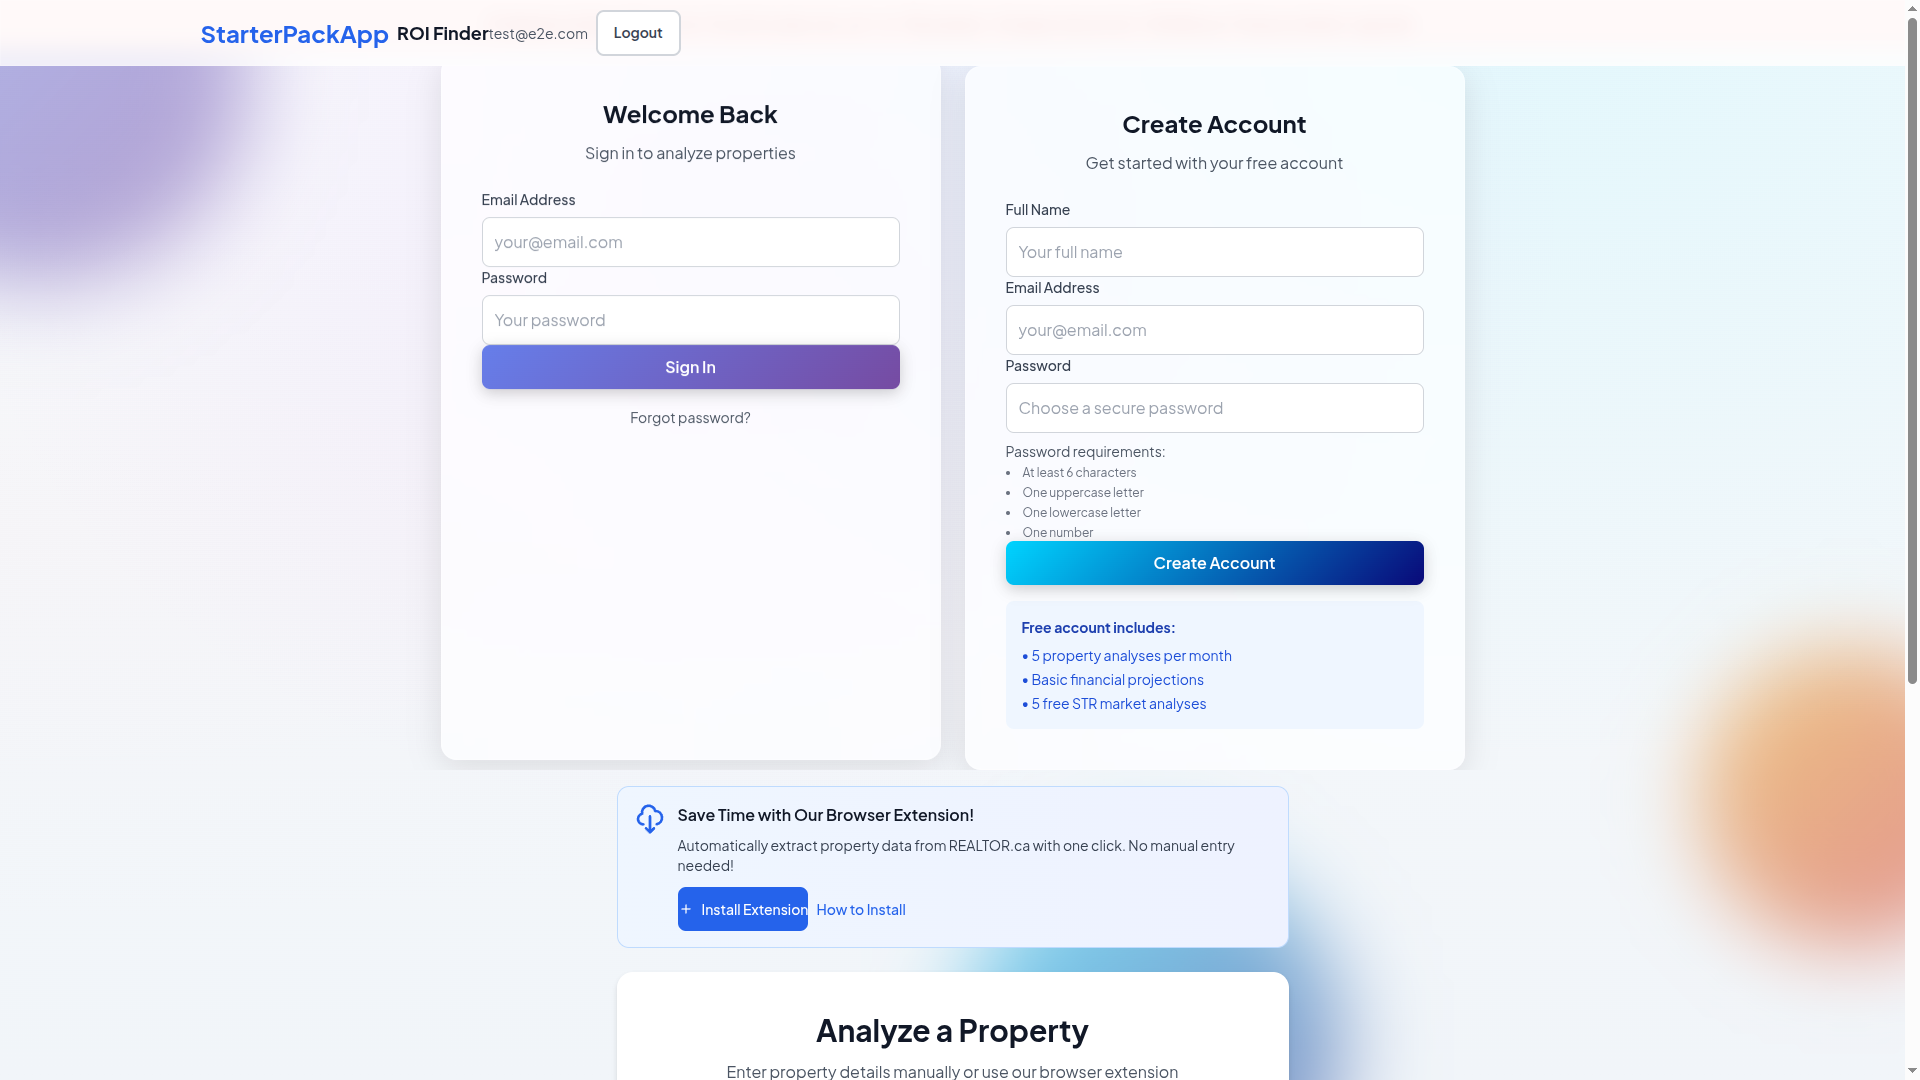 StarterPackApp ROI Finder test@e2e.com Logout
Welcome Back
Sign in to analyze properties
Email Address
your@email.com
Password
Your password
Sign In
Forgot password?
Create Account
Get started with your free account
Full Name
Your full name
Email Address
your@email.com
Password
Choose a secure password
Password requirements:
• At least 6 characters
• One uppercase letter
• One lowercase letter
• One number
Create Account
Free account includes:
• 5 property analyses per month
• Basic financial projections
• 5 free STR market analyses
Save Time with Our Browser Extension!
Automatically extract property data from REALTOR.ca with one click. No manual entry
needed!
+ Install Extension How to Install
Analyze a Property
Enter property details manually or use our browser extension